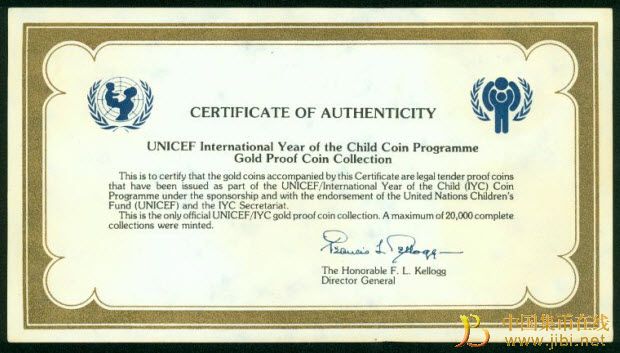 CERTIFICATE OF AUTHENTICITY
UNICEF International Year of the Child Coin Programme
Gold Proof Coin Collection
This is to certify that the gold coins accompanied by this Certificate are legal tender proof coins
that have been issued as part of the UNICEF/International Year of the Child (IYC) Coin
Programme under the sponsorship and with the endorsement of the United Nations Children's
Fund (UNICEF) and the IYC Secretariat.
This is the only official UNICEF/IYC gold proof coin collection. A maximum of 20,000 complete
collections were minted.
Francis L. Kellogg
The Honorable F. L. Kellogg
Director General
中国集币在线
www.jibi.net